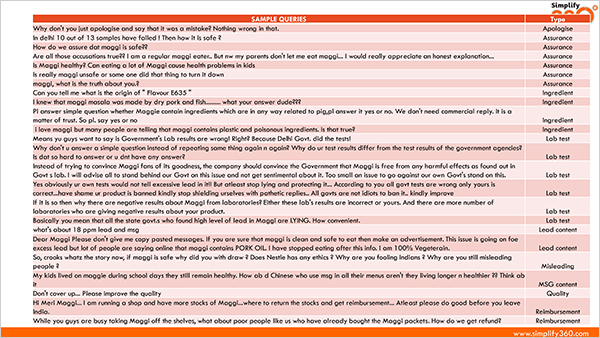 Simplify
360°
SAMPLE QUERIES Type
Why don't you just apologise and say that it was a mistake? Nothing wrong in that. Apologise
In delhi 10 out of 13 samples have failed ! Then how it is safe ? Assurance
How do we assure dat maggi is safe?? Assurance
Are all those accusations true?? I am a regular maggi eater.. But nw my parents don't let me eat maggi... I would really appreciate an honest explanation... Assurance
Is Maggi healthy? Can eating a lot of Maggi cause health problems in kids Assurance
Is really maggi unsafe or some one did that thing to turn it down Assurance
maggi, what is the truth about you.? Assurance
Can you tell me what is the origin of " Flavour E635 " Ingredient
I knew that maggi masala was made by dry pork and fish.......... what your answer dude??? Ingredient
Pl answer simple question whether Maggie contain ingredients which are in any way related to pig,pl answer it yes or no. We don't need commercial reply. It is a
matter of trust. So pl. say yes or no Ingredient
I love maggi but many people are telling that maggi contains plastic and poisonous ingredients. is that true? Ingredient
Means yu guys want to say is Government's Lab results are wrong! Right? Because Delhi Govt. did the tests! Lab test
Why don't u answer a simple question instead of repeating some thing again n again? Why do ur test results differ from the test results of the government agencies?
Is dat so hard to answer or u dnt have any answer? Lab test
Instead of trying to convince Maggi fans of its goodness, the company should convince the Government that Maggi is free from any harmful effects as found out in
Govt s lab. I will advise all to stand behind our Govt on this issue and not get sentimental about it. Too small an issue to go against our own Govt's stand on this. Lab test
Yes obviously ur own tests would not tell excessive lead in it!! But atleast stop lying and protecting it... According to you all govt tests are wrong only yours is
correct...have shame ur product is banned kindly stop shielding urselves with pathetic replies.. All govts are not idiots to ban it.. kindly improve Lab test
If it is so then why there are negative results about Maggi from laboratories? Either these lab's results are incorrect or yours. And there are more number of
laboratories who are giving negative results about your product. Lab test
Basically you mean that all the state govt.s who found high level of lead in Maggi are LYING. How convenient. Lab test
what's about 18 ppm lead and msg Lead content
Dear Maggi Please don't give me copy pasted messages. If you are sure that maggi is clean and safe to eat then make an advertisement. This issue is going on foe
excess lead but lot of people are saying online that maggi contains PORK OIL. I have stopped eating after this info. I am 100% Vegeterain. Lead content
So, crooks whatz the story now, if maggi is safe why did you with draw ? Does Nestle has any ethics ? Why are you fooling Indians ? Why are you still misleading
people ? Misleading
My kids lived on maggie during school days they still remain healthy. How ab d Chinese who use msg in all their menus aren't they living longer n healthier ?? Think ab
it MSG content
Don't cover up... Please improve the quality Quality
Hi Meri Maggi... I am running a shop and have more stocks of Maggi...where to return the stocks and get reimbursement... Atleast please do good before you leave
India. Reimbursement
While you guys are busy taking Maggi off the shelves, what about poor people like us who have already bought the Maggi packets. How do we get refund? Reimbursement
www.simplify360.com